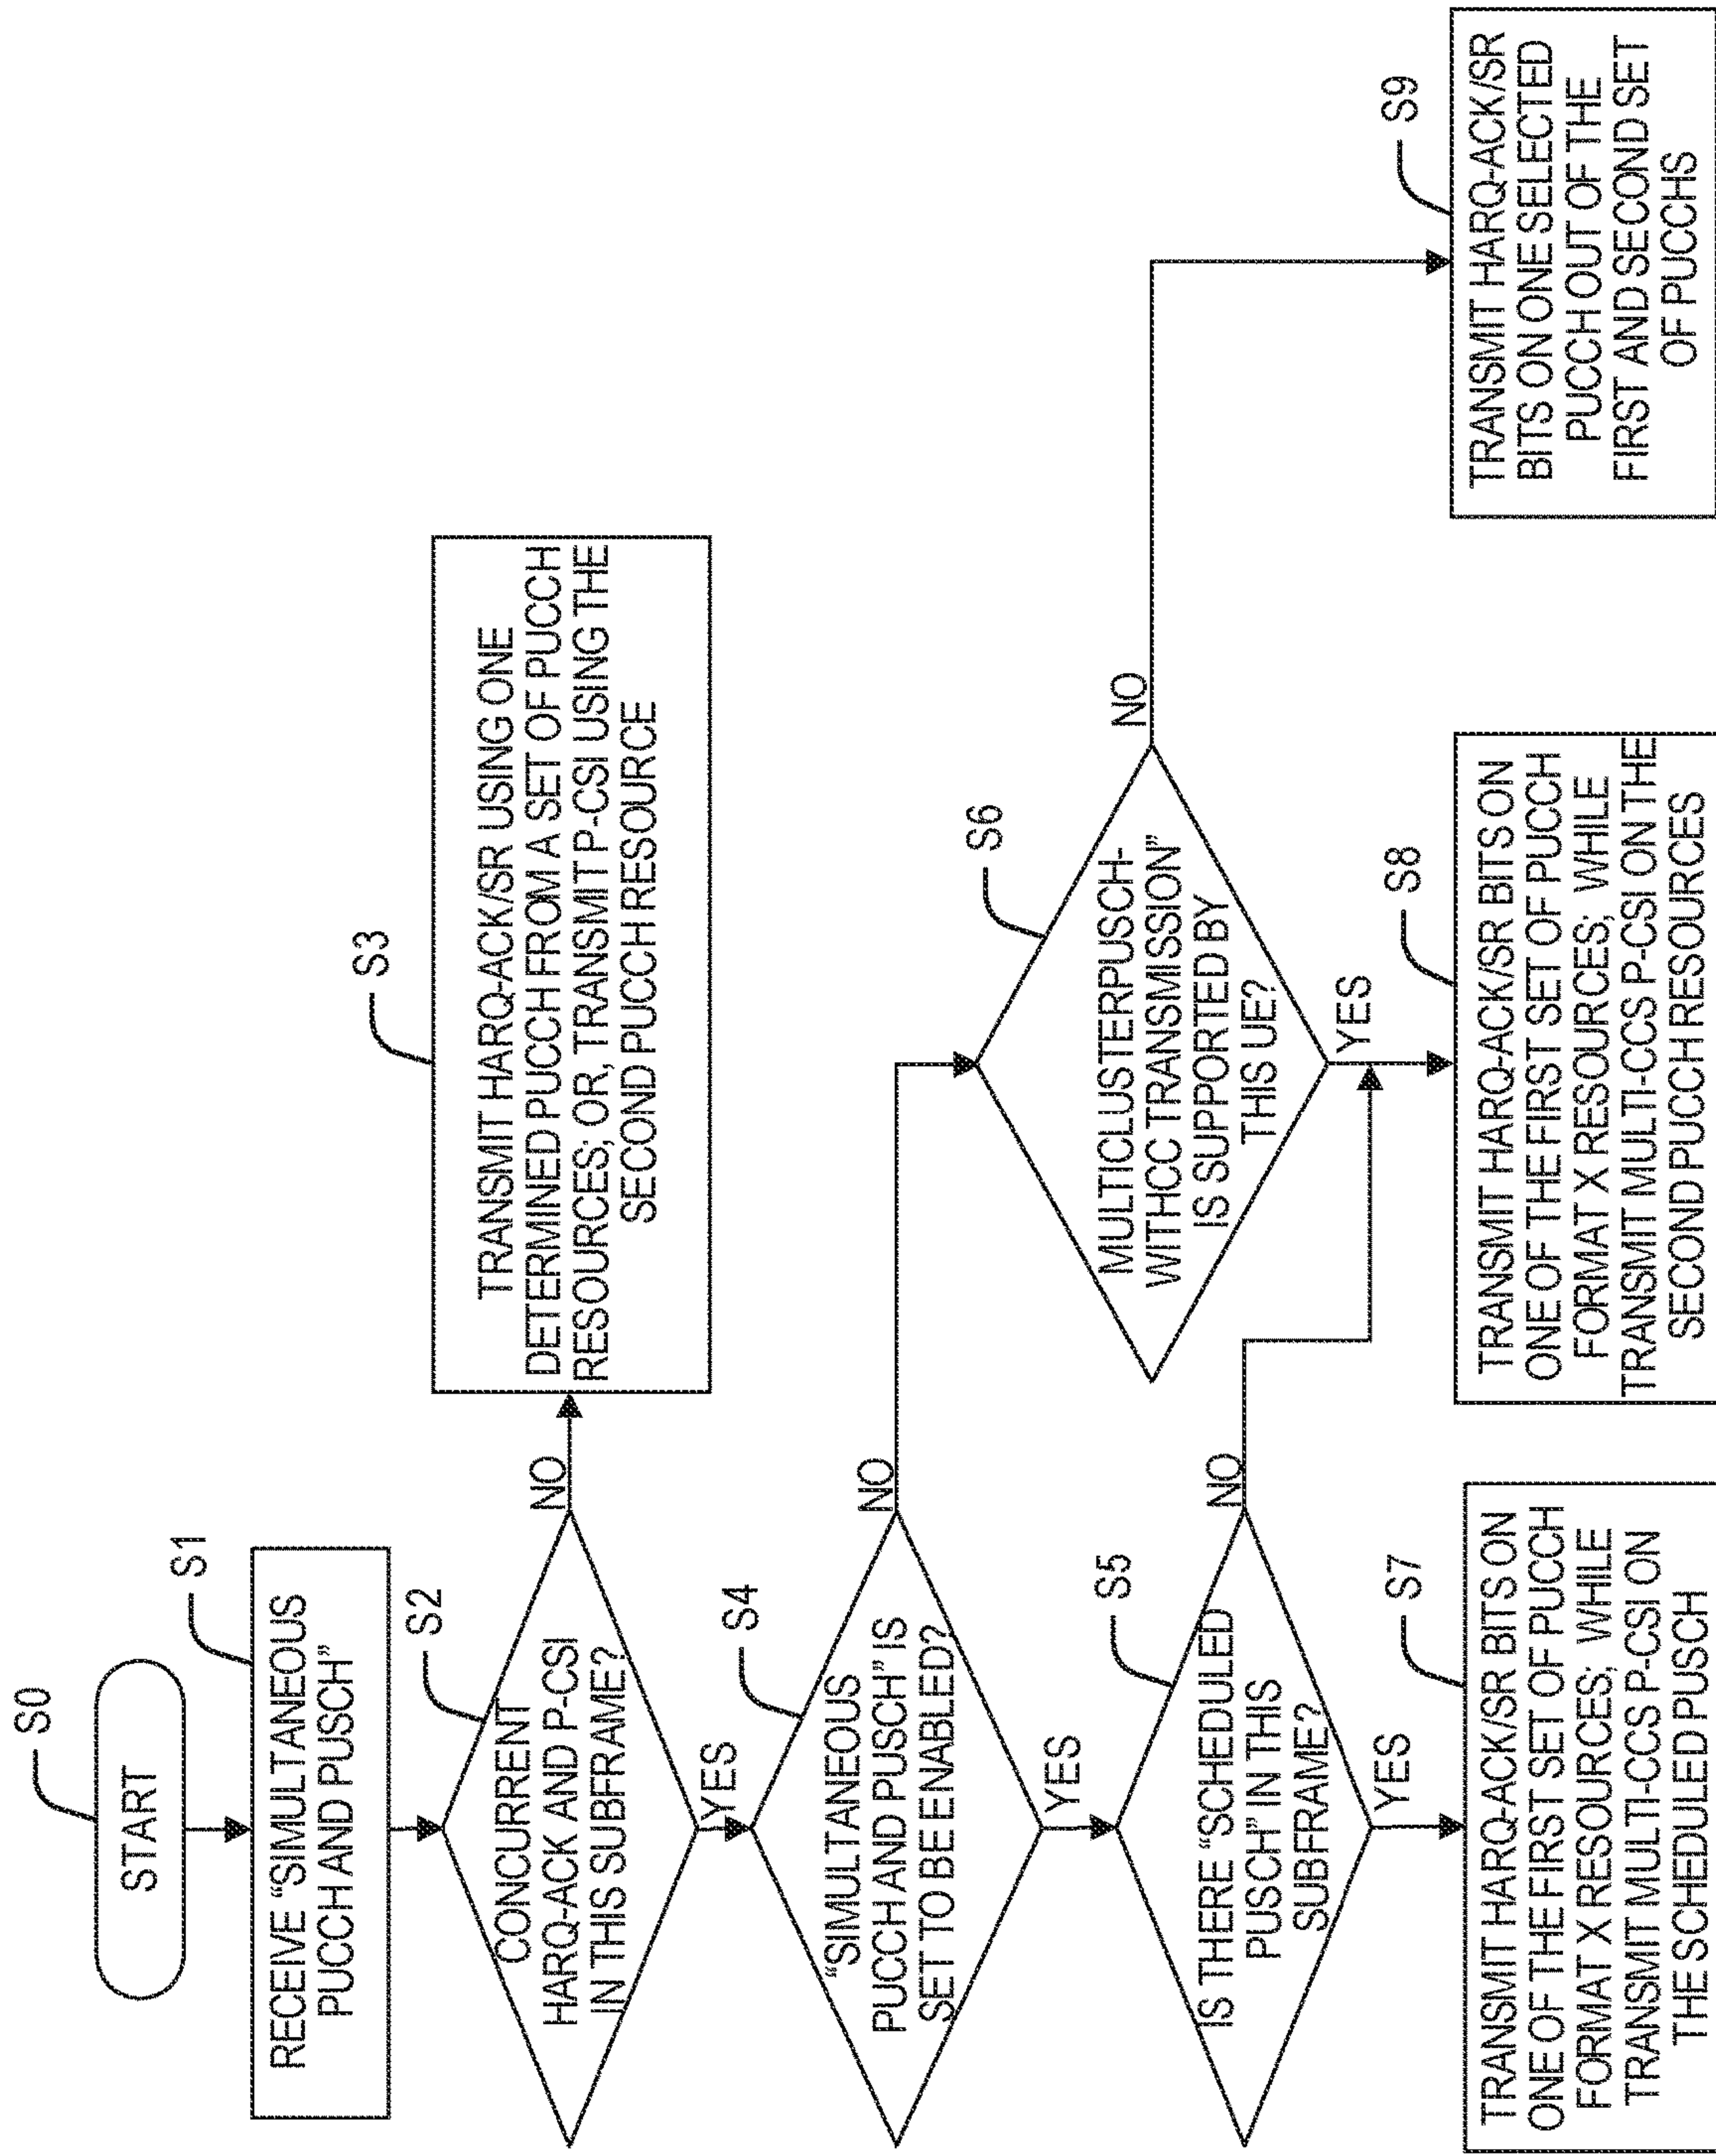 S0
START
S1
RECEIVE “SIMULTANEOUS
PUCCH AND PUSCH”
S2
CONCURRENT
HARQ-ACK AND P-CSI
IN THIS SUBFRAME?
NO
YES
S3
TRANSMIT HARQ-ACK/SR USING ONE
DETERMINED PUCCH FROM A SET OF PUCCH
RESOURCES; OR, TRANSMIT P-CSI USING THE
SECOND PUCCH RESOURCE
S4
“SIMULTANEOUS
PUCCH AND PUSCH” IS
SET TO BE ENABLED?
NO
YES
S5
IS THERE “SCHEDULED
PUSCH” IN THIS
SUBFRAME?
NO
YES
S6
MULTICLUSTERPUSCH-
WITHCC TRANSMISSION”
IS SUPPORTED BY
THIS UE?
NO
YES
S7
TRANSMIT HARQ-ACK/SR BITS ON
ONE OF THE FIRST SET OF PUCCH
FORMAT X RESOURCES; WHILE
TRANSMIT MULTI-CCS P-CSI ON
THE SCHEDULED PUSCH
S8
TRANSMIT HARQ-ACK/SR BITS ON
ONE OF THE FIRST SET OF PUCCH
FORMAT X RESOURCES; WHILE
TRANSMIT MULTI-CCS P-CSI ON THE
SECOND PUCCH RESOURCES
S9
TRANSMIT HARQ-ACK/SR
BITS ON ONE SELECTED
PUCCH OUT OF THE
FIRST AND SECOND SET
OF PUCCHS